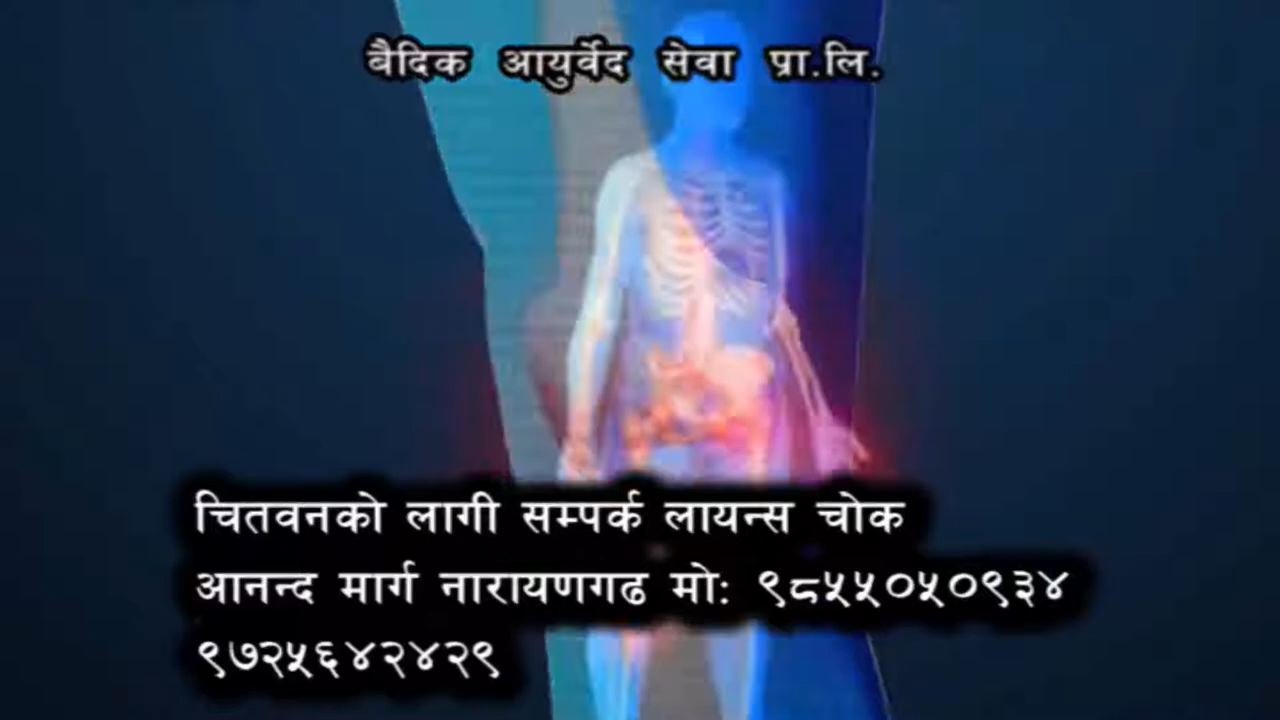 बैदिक आयुर्वेद सेवा प्रा.लि.
चितवनको लागी सम्पर्क लायन्स चोक
आनन्द मार्ग नारायणगढ मो: ९८५५०५०९३४
९७२५६४२४२९